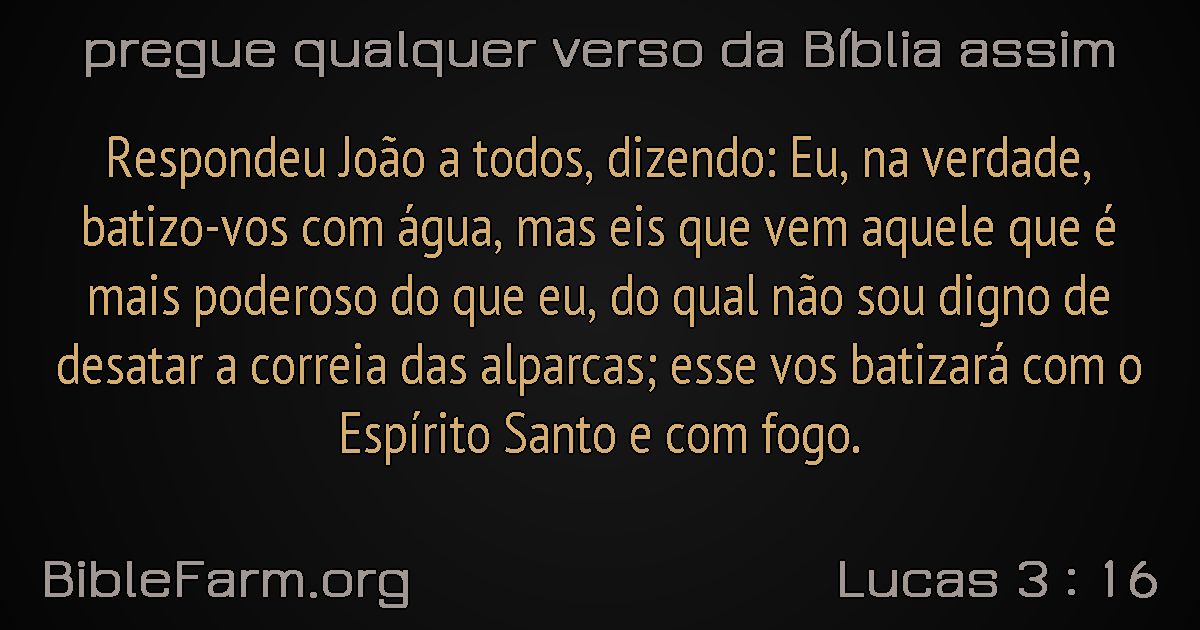 pregue qualquer verso da Bíblia assim
Respondeu João a todos, dizendo: Eu, na verdade,
batizo-vos com água, mas eis que vem aquele que é
mais poderoso do que eu, do qual não sou digno de
desatar a correia das alparcas; esse vos batizará com o
Espírito Santo e com fogo.
BibleFarm.org
Lucas 3 : 16